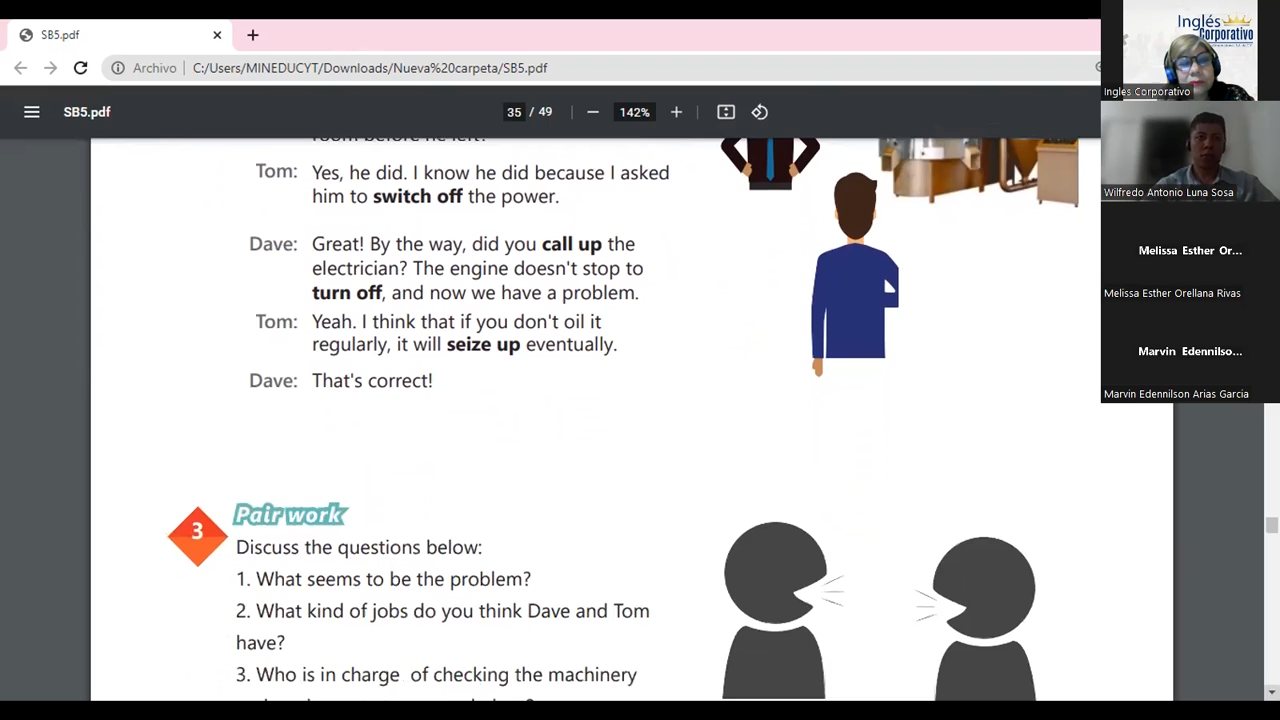 SB5.pdf
Archivo
C:/Users/MINEDUCYT/Downloads/Nueva%20carpeta/SB5.pdf
SB5.pdf
35 / 49
142%
Tom: Yes, he did. I know he did because I asked
him to switch off the power.
Dave: Great! By the way, did you call up the
electrician? The engine doesn't stop to
turn off, and now we have a problem.
Tom: Yeah. I think that if you don't oil it
regularly, it will seize up eventually.
Dave: That's correct!
3
Pair work
Discuss the questions below:
1. What seems to be the problem?
2. What kind of jobs do you think Dave and Tom
have?
3. Who is in charge of checking the machinery
Inglés
Corporativo
Ingles Corporativo
Wilfredo Antonio Luna Sosa
Melissa Esther Or...
Melissa Esther Orellana Rivas
Marvin Edennilso...
Marvin Edennilson Arias Garcia